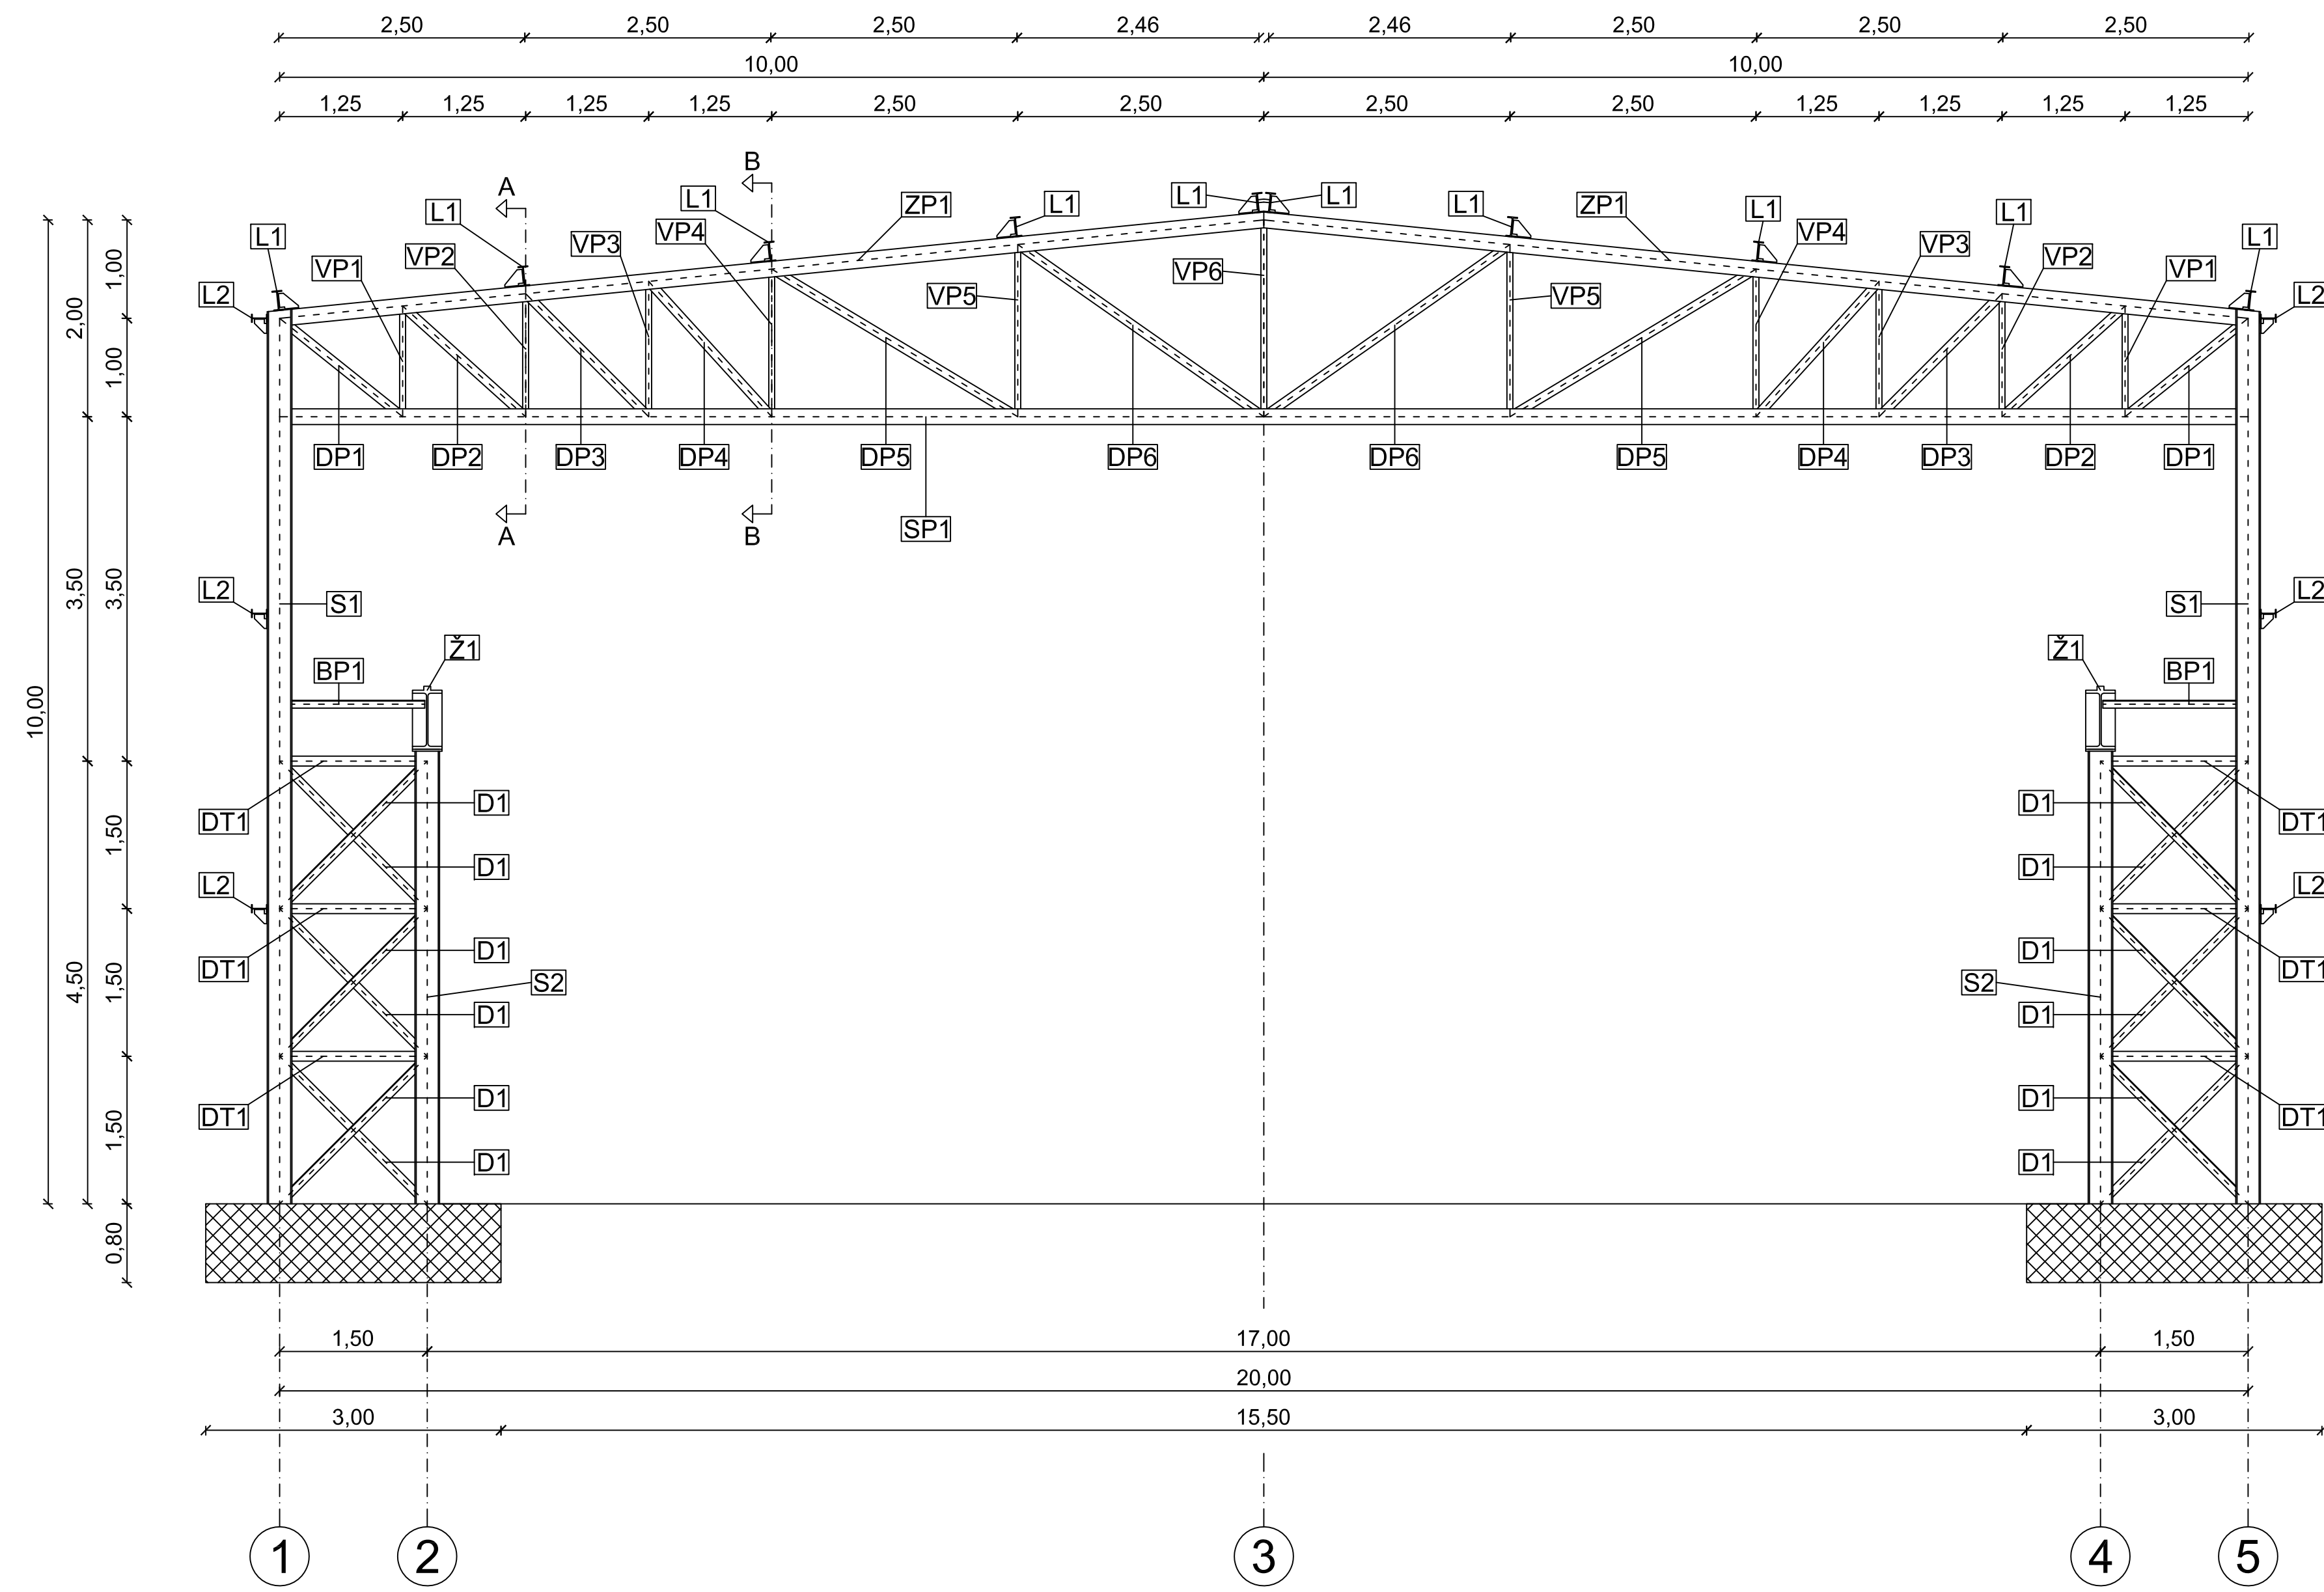 2,50 2,50 2,50 2,46 2,46 2,50 2,50 2,50
10,00 10,00
1,25 1,25 1,25 1,25 2,50 2,50 2,50 2,50 1,25 1,25 1,25 1,25
B
A
L1 L1 L1 L1 L1 L1 L1 L1 L1 L1
ZP1 ZP1
VP1 VP2 VP3 VP4 VP5 VP6 VP5 VP4 VP3 VP2 VP1
L2 L2
1,00
2,00
1,00
DP1 DP2 DP3 DP4 DP5 DP6 DP6 DP5 DP4 DP3 DP2 DP1
SP1
A B
3,50 3,50
L2 S1 S1 L2
Ž1 Ž1
BP1 BP1
10,00
D1 D1
DT1 DT1
1,50
D1 D1
L2 L2
D1 D1
DT1 DT1
4,50 1,50
S2 S2
D1 D1
D1 D1
DT1 DT1
1,50
D1 D1
0,80
1,50 17,00 1,50
20,00
3,00 15,50 3,00
1 2 3 4 5